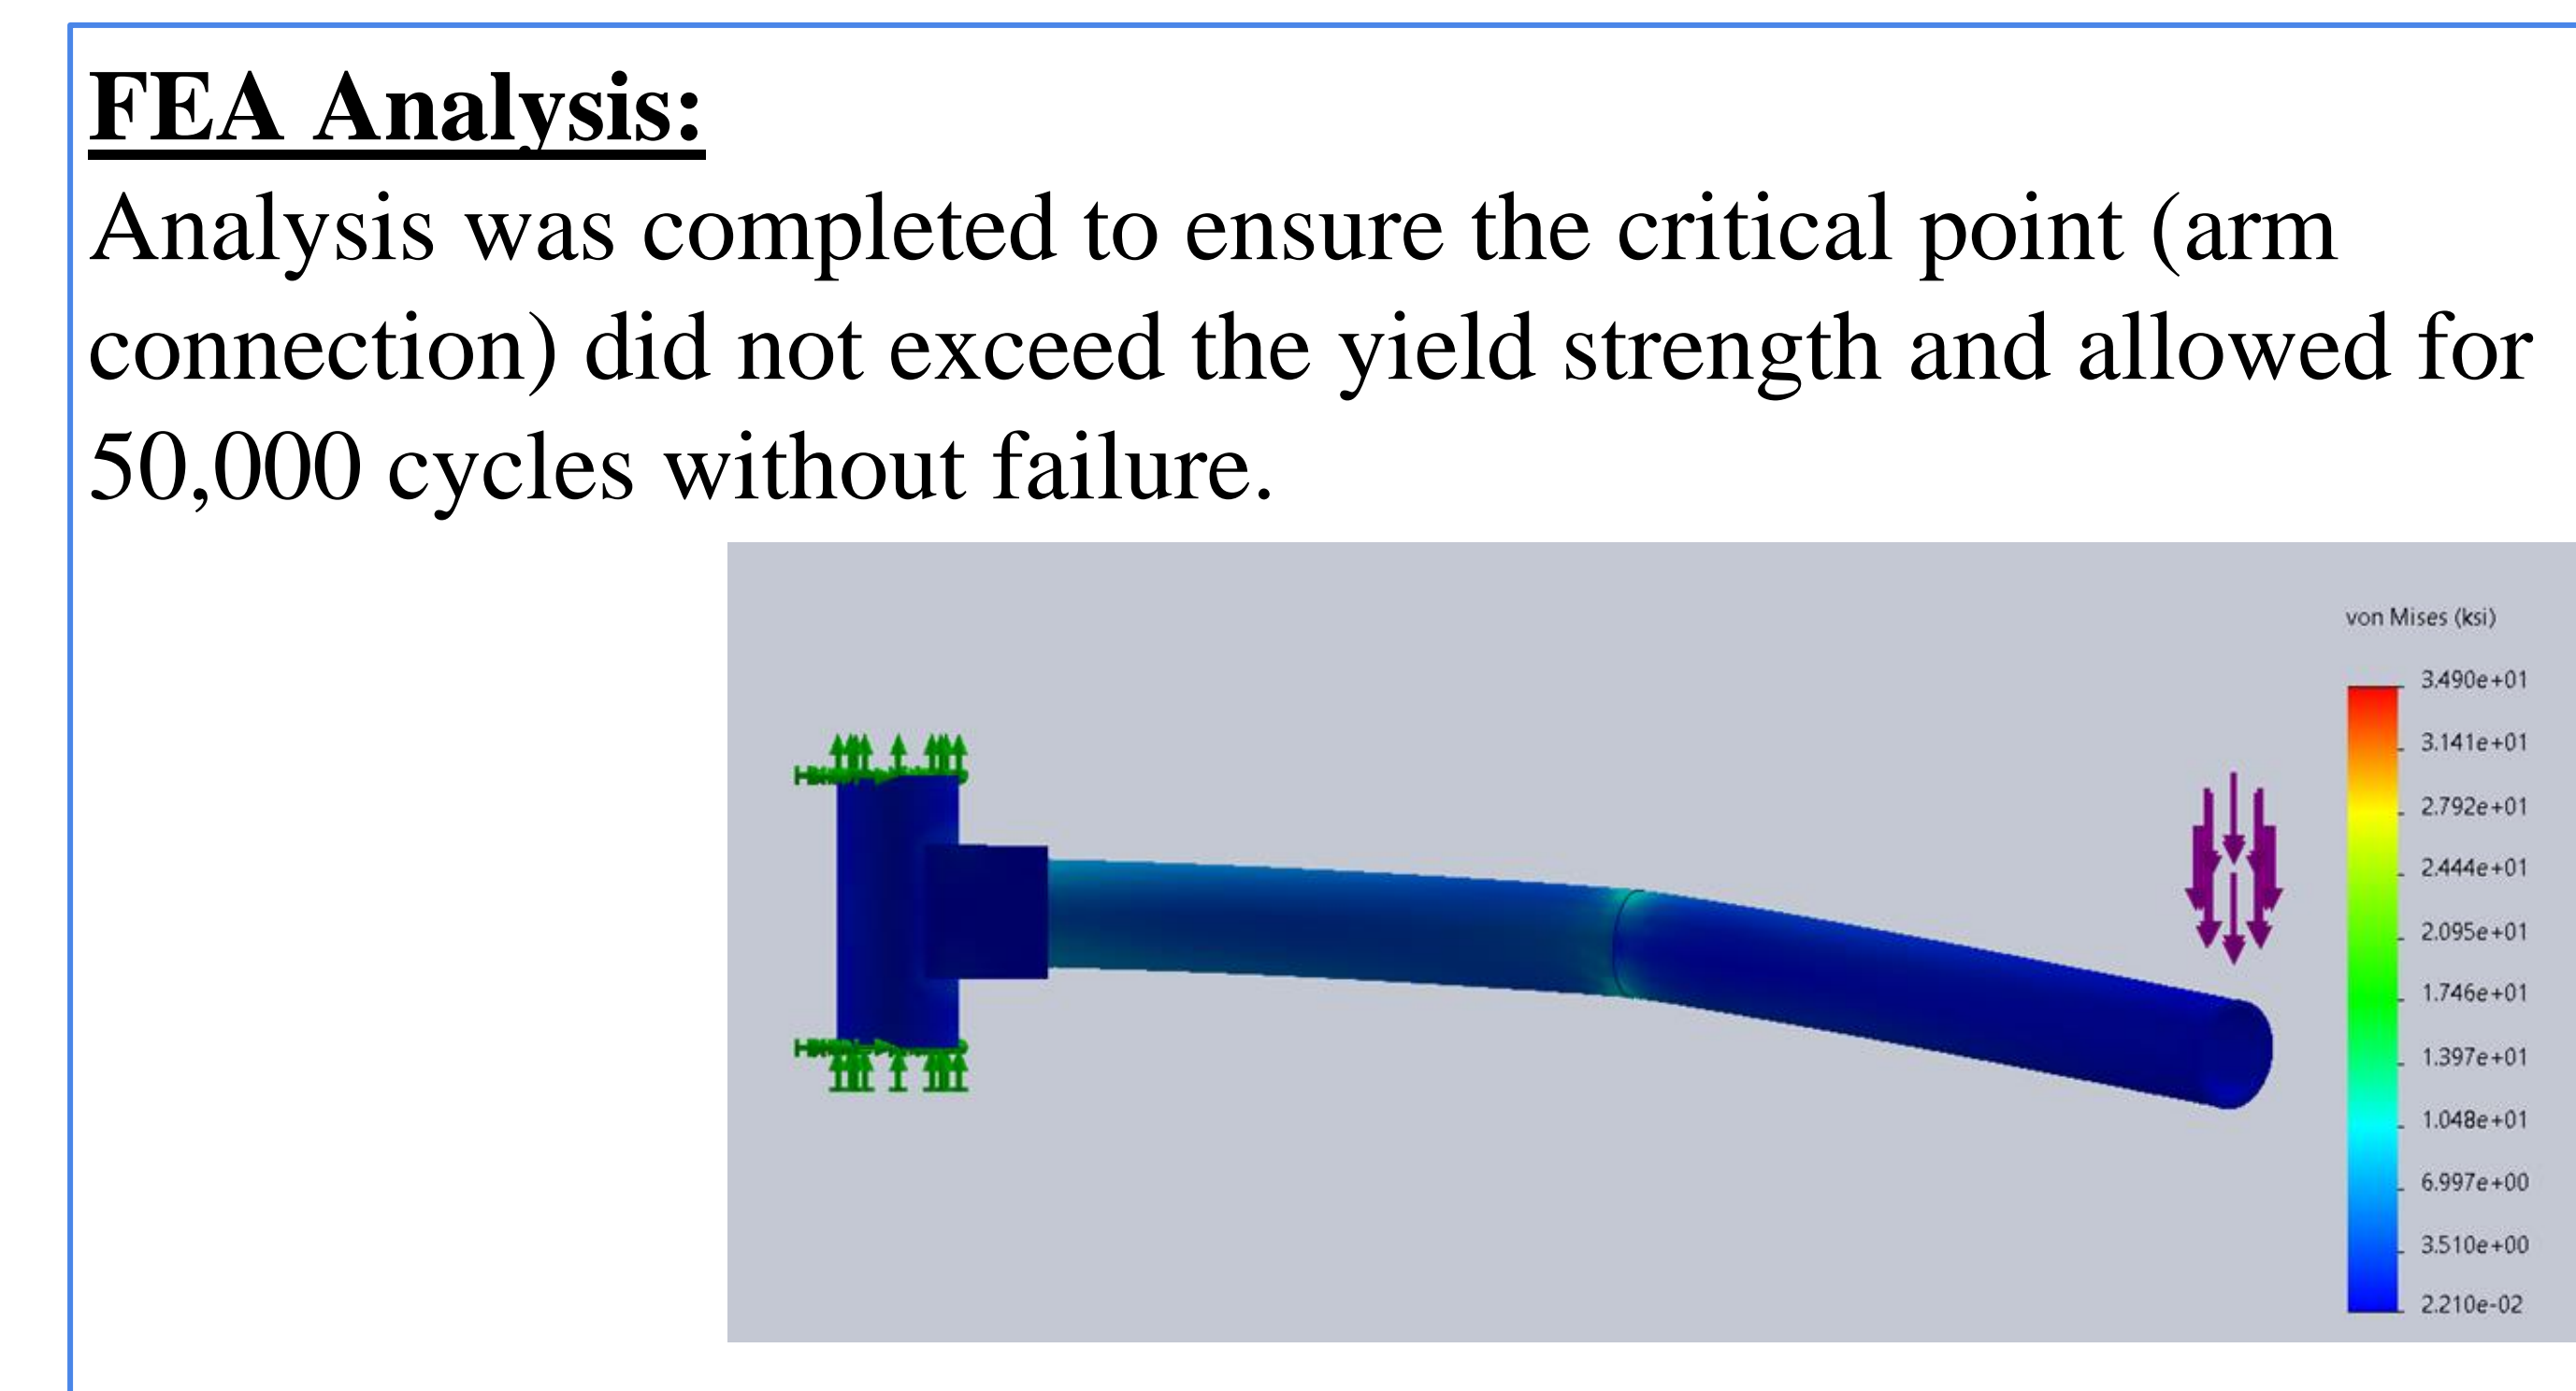 FEA Analysis:
Analysis was completed to ensure the critical point (arm
connection) did not exceed the yield strength and allowed for
50,000 cycles without failure.
von Mises (ksi)
3.490e+01
3.141e+01
2.792e+01
2.444e+01
2.095e+01
1.746e+01
1.397e+01
1.048e+01
6.997e+00
3.510e+00
2.210e-02